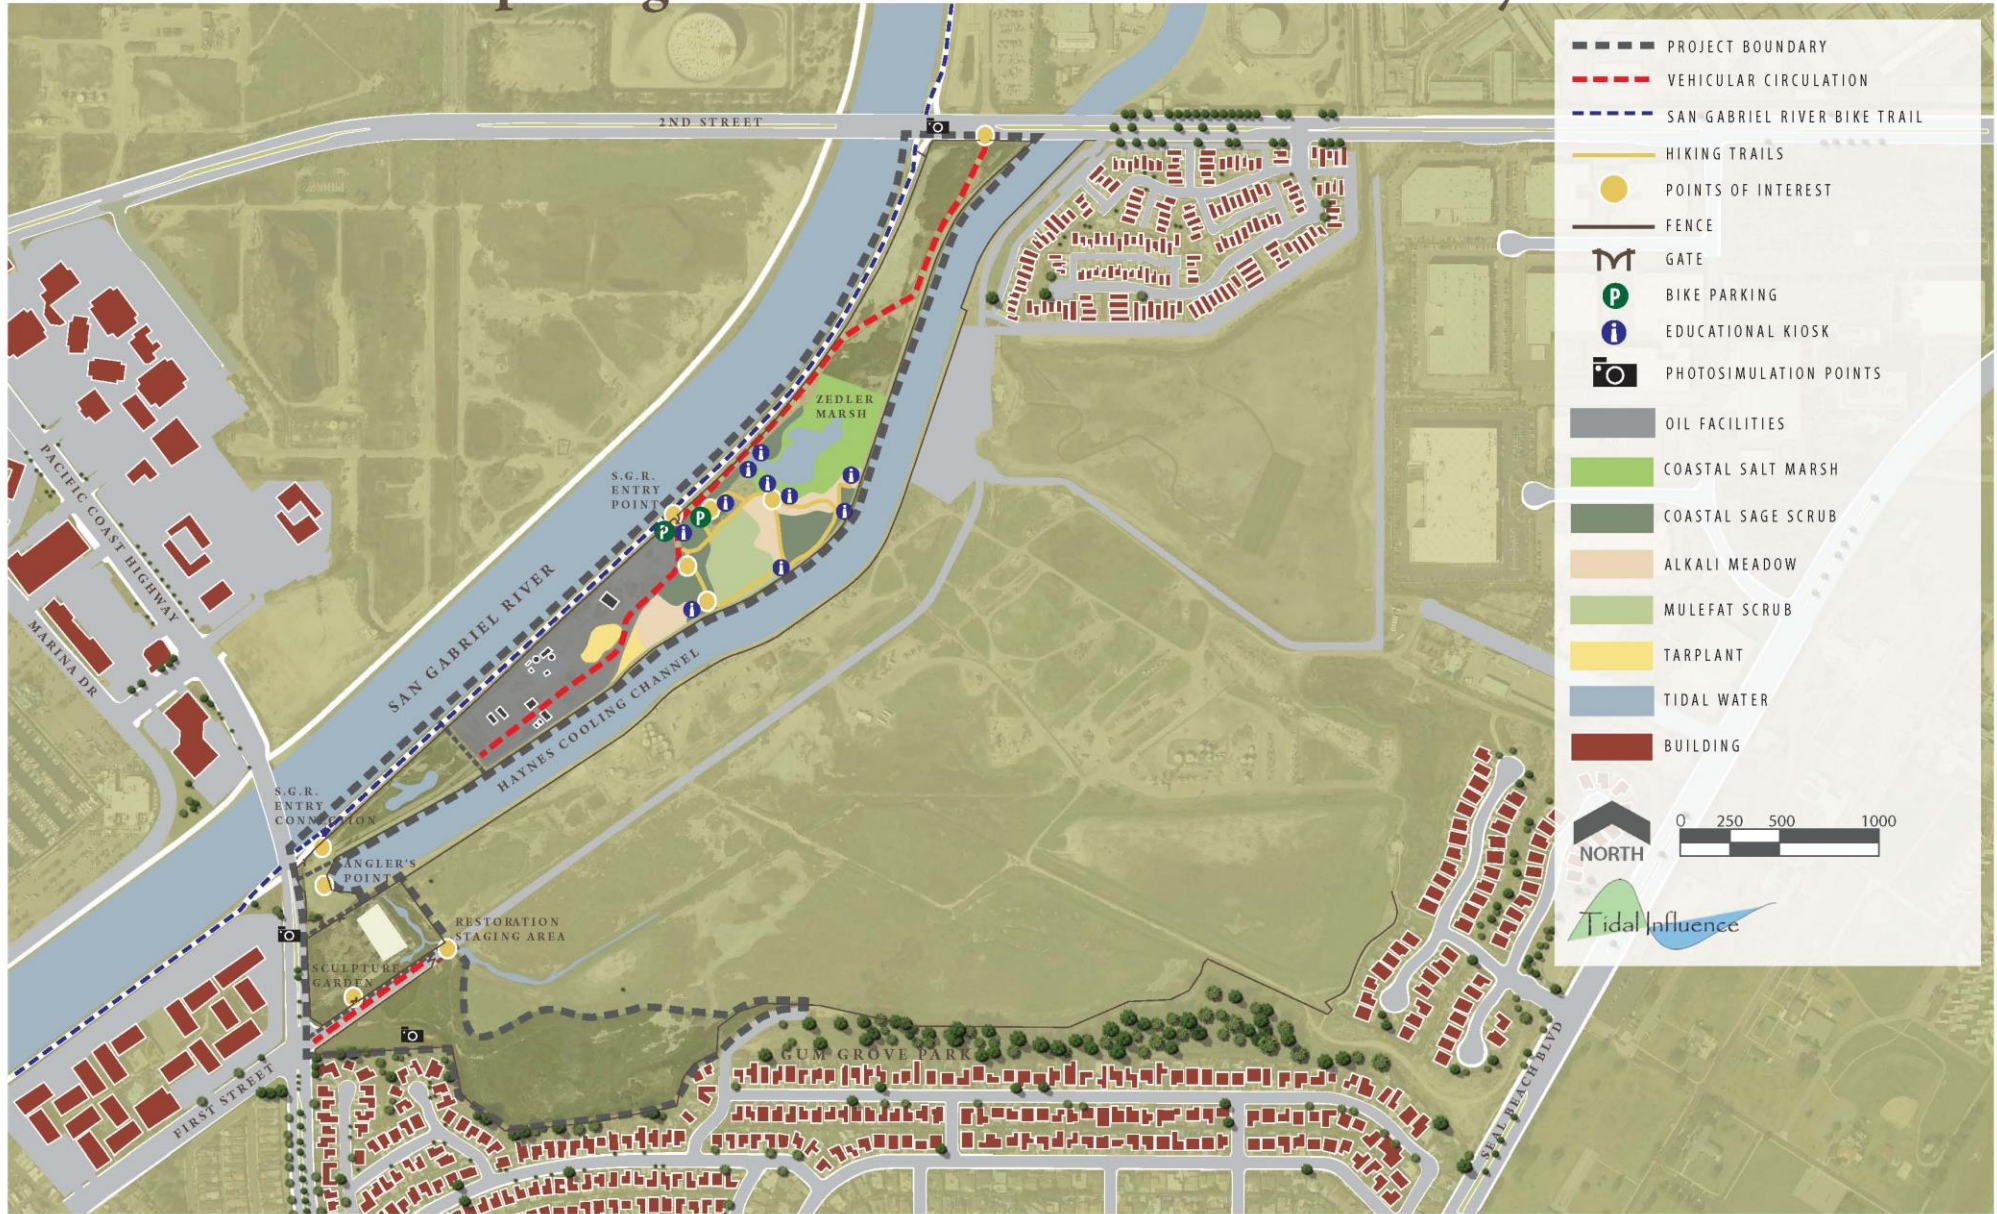 2ND STREET
PROJECT BOUNDARY
VEHICULAR CIRCULATION
SAN GABRIEL RIVER BIKE TRAIL
HIKING TRAILS
POINTS OF INTEREST
FENCE
GATE
P BIKE PARKING
i EDUCATIONAL KIOSK
PHOTOSIMULATION POINTS
OIL FACILITIES
COASTAL SALT MARSH
COASTAL SAGE SCRUB
ALKALI MEADOW
MULEFAT SCRUB
TARPLANT
TIDAL WATER
BUILDING
0 250 500 1000
NORTH
Tidal Influence
ZEDLER
MARSH
S.G.R.
ENTRY
POINT
P
P
i
i
i
i
i
i
i
i
i
i
PACIFIC COAST HIGHWAY
MARINA DR
SAN GABRIEL RIVER
HAYNES COOLING CHANNEL
S.G.R.
ENTRY
CONNECTION
ANGLER'S
POINT
RESTORATION
STAGING AREA
SCULPTURE
GARDEN
GUM GROVE PARK
FIRST STREET
SEAL BEACH BLVD